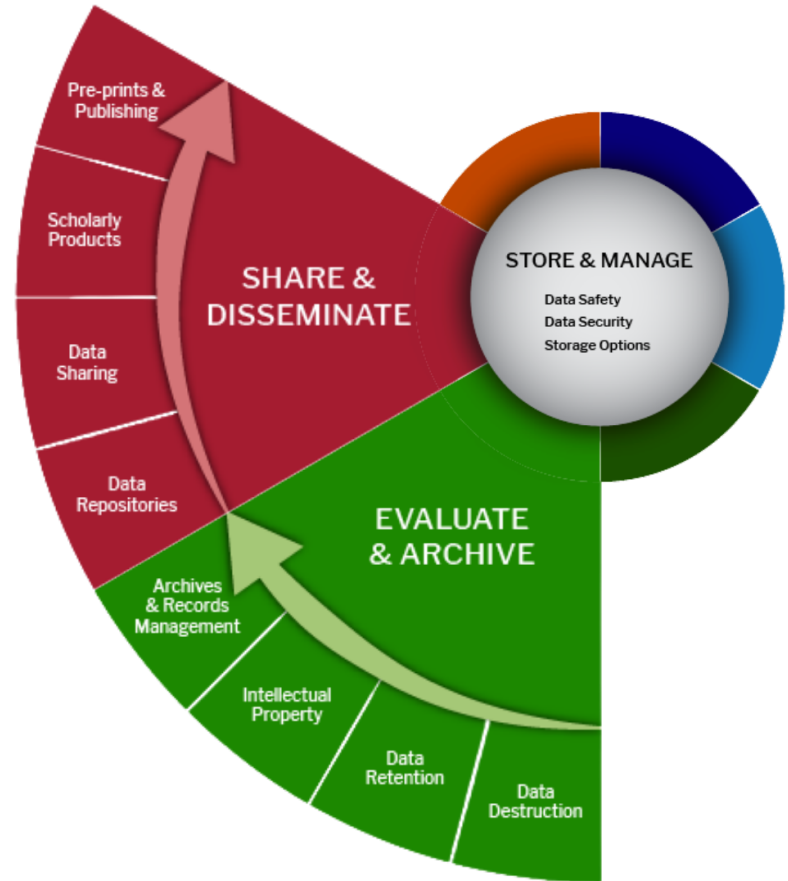 Pre-prints &
Publishing
Scholarly
Products
Data
Sharing
Data
Repositories
SHARE &
DISSEMINATE
STORE & MANAGE
Data Safety
Data Security
Storage Options
EVALUATE
& ARCHIVE
Archives
& Records
Management
Intellectual
Property
Data
Retention
Data
Destruction